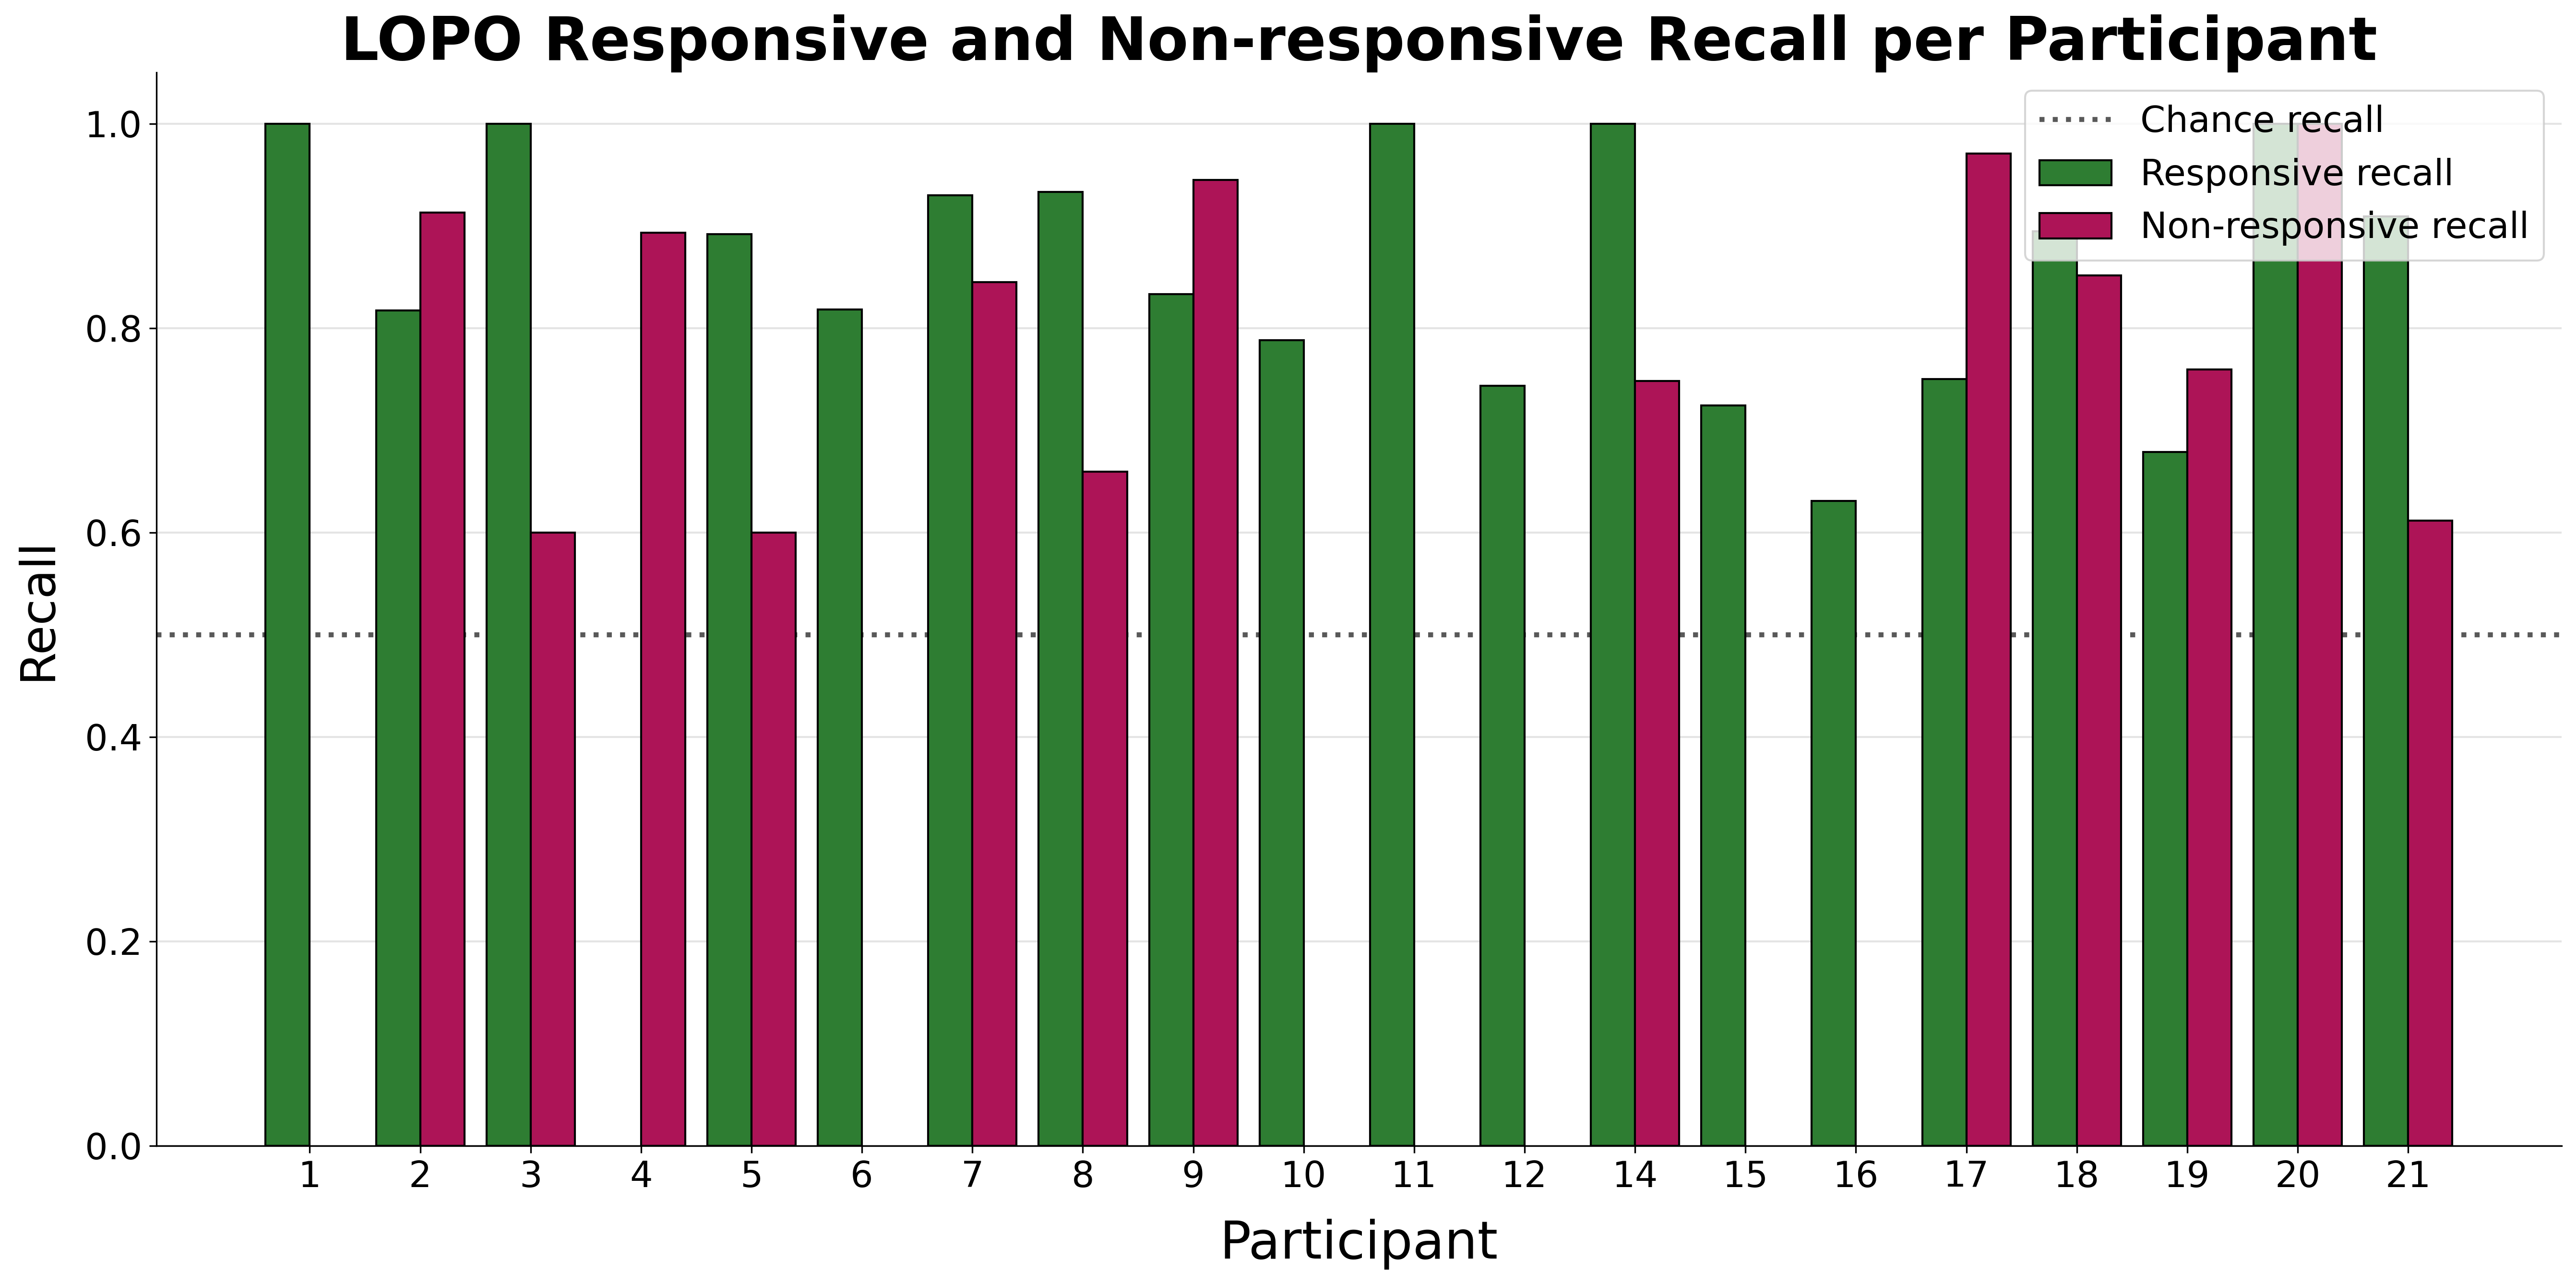 LOPO Responsive and Non-responsive Recall per Participant
Chance recall
Responsive recall
Non-responsive recall
Recall
1.0
0.8
0.6
0.4
0.2
0.0
1 2 3 4 5 6 7 8 9 10 11 12 14 15 16 17 18 19 20 21
Participant